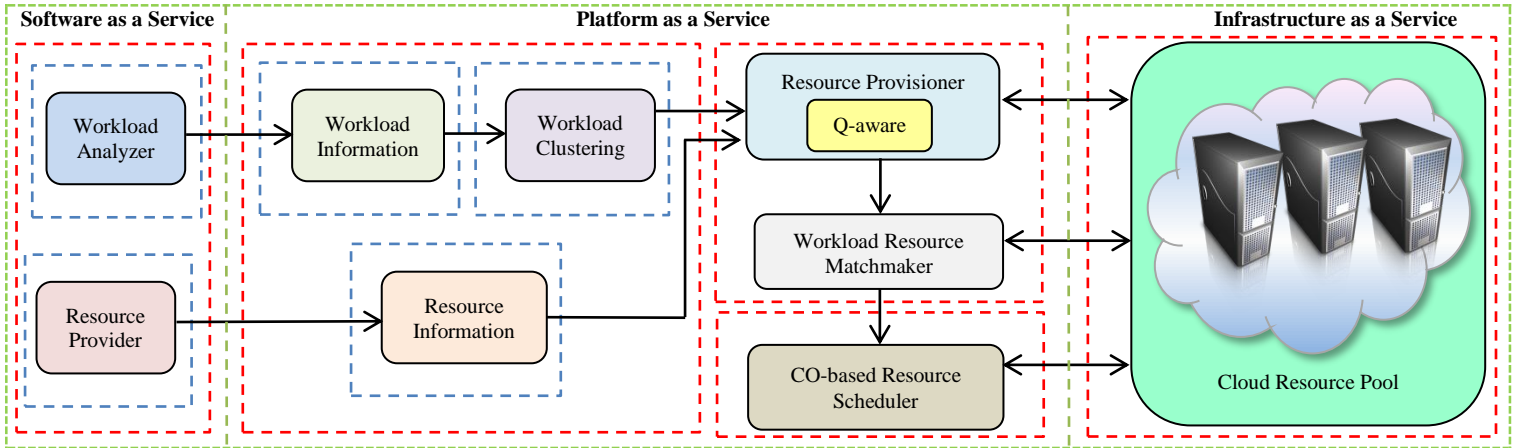 Software as a Service
Platform as a Service
Infrastructure as a Service
Workload
Analyzer
Workload
Information
Workload
Clustering
Resource Provisioner
Q-aware
Workload Resource
Matchmaker
Resource
Provider
Resource
Information
CO-based Resource
Scheduler
Cloud Resource Pool